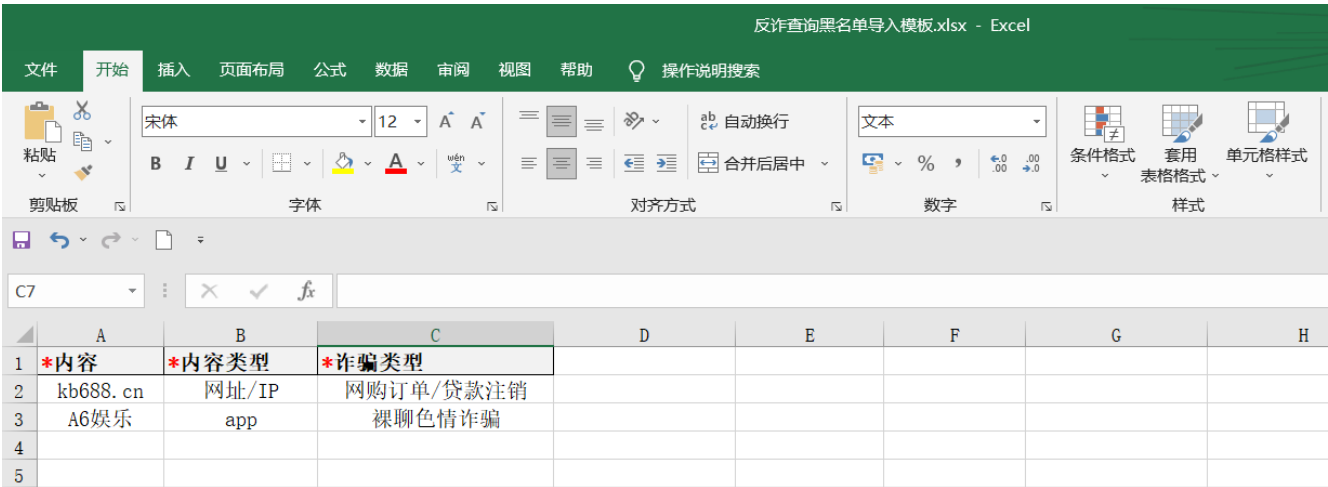 反诈查询黑名单导入模板.xlsx - Excel
文件 开始 插入 页面布局 公式 数据 审阅 视图 帮助 操作说明搜索
宋体 12 A A ab c 自动换行 文本
粘贴 B I U A wén 文 合并后居中 % , .0 .00 .00 .0 条件格式 套用 表格格式 单元格样式
剪贴板 字体 对齐方式 数字 样式
C7 fx
A B C D E F G H
1 *内容 *内容类型 *诈骗类型
2 kb688.cn 网址/IP 网购订单/贷款注销
3 A6娱乐 app 裸聊色情诈骗
4
5